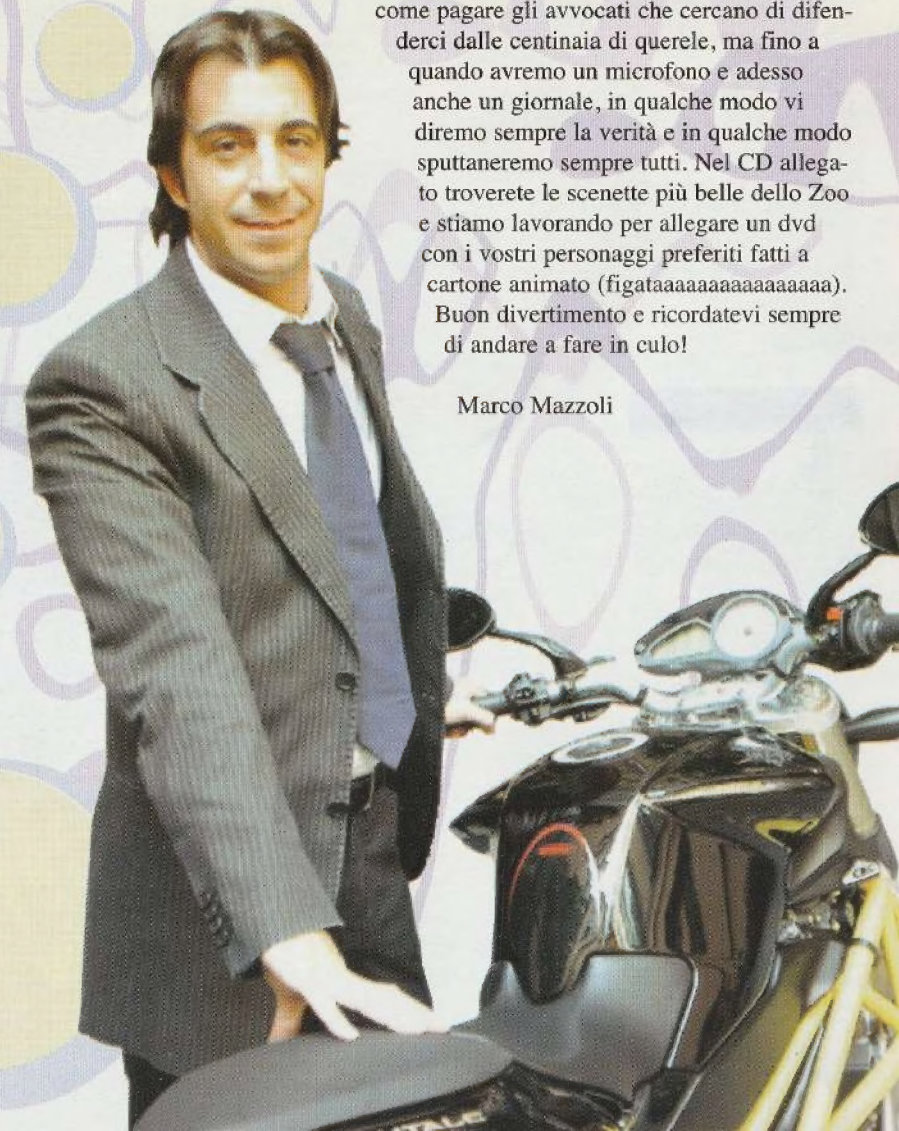 come pagare gli avvocati che cercano di difen-
derci dalle centinaia di querele, ma fino a
quando avremo un microfono e adesso
anche un giornale, in qualche modo vi
diremo sempre la verità e in qualche modo
sputtaneremo sempre tutti. Nel CD allega-
to troverete le scenette più belle dello Zoo
e stiamo lavorando per allegare un dvd
con i vostri personaggi preferiti fatti a
cartone animato (figataaaaaaaaaaaaaaaaa).
Buon divertimento e ricordatevi sempre
di andare a fare in culo!
Marco Mazzoli